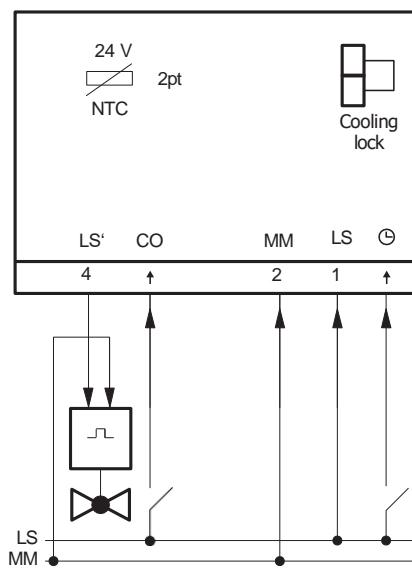 24 V
2pt
NTC
Cooling
lock
LS‘ CO MM LS
4 2 1
LS
MM